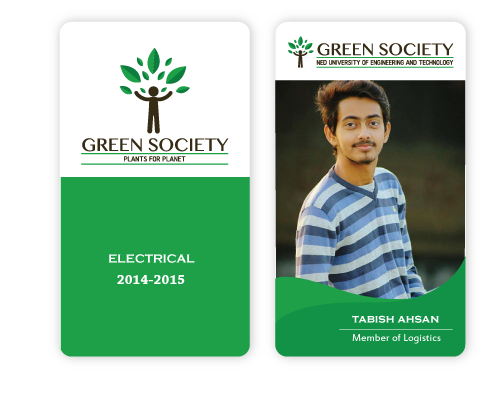 GREEN SOCIETY
PLANTS FOR PLANET
ELECTRICAL
2014-2015
GREEN SOCIETY
NED UNIVERSITY OF ENGINEERING AND TECHNOLOGY
TABISH AHSAN
Member of Logistics